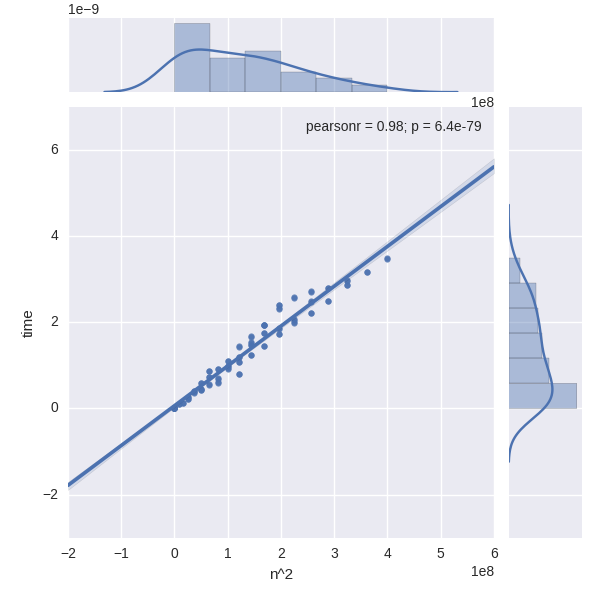 1e−9
1e8
pearsonr = 0.98; p = 6.4e-79
6
4
2
0
−2
time
−2 −1 0 1 2 3 4 5 6
n^2
1e8